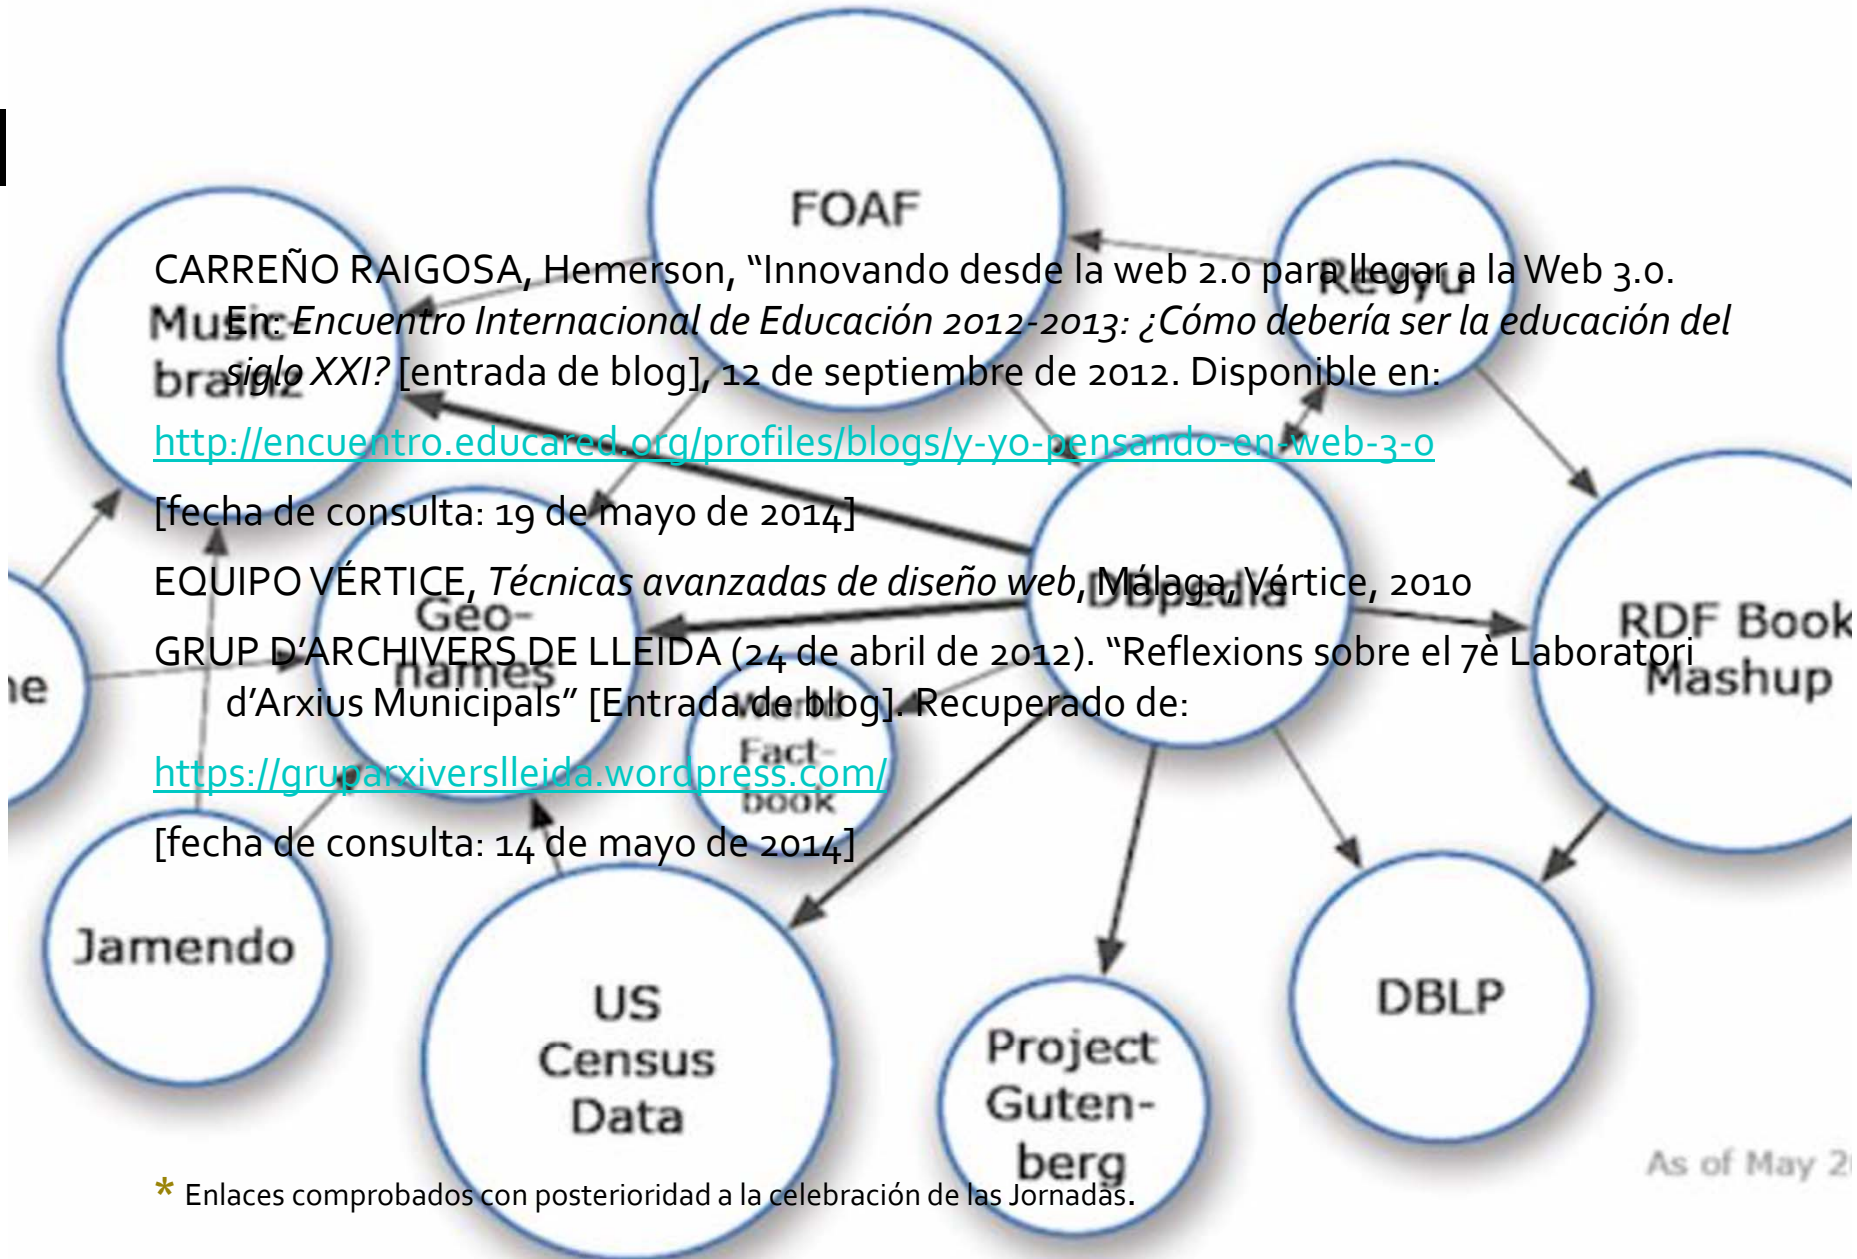 CARREÑO RAIGOSA, Hemerson, “Innovando desde la web 2.0 para llegar a la Web 3.0.
En: Encuentro Internacional de Educación 2012-2013: ¿Cómo debería ser la educación del
siglo XXI? [entrada de blog], 12 de septiembre de 2012. Disponible en:
http://encuentro.educared.org/profiles/blogs/y-yo-pensando-en-web-3-0
[fecha de consulta: 19 de mayo de 2014]
EQUIPO VÉRTICE, Técnicas avanzadas de diseño web, Málaga, Vértice, 2010
GRUP D’ARCHIVERS DE LLEIDA (24 de abril de 2012). “Reflexions sobre el 7è Laboratori
d’Arxius Municipals” [Entrada de blog]. Recuperado de:
https://gruparxiverslleida.wordpress.com/
[fecha de consulta: 14 de mayo de 2014]
* Enlaces comprobados con posterioridad a la celebración de las Jornadas.
FOAF
Revyu
Music-
brainz
Geo-
names
DBpedia
RDF Book
Mashup
World
Fact-
book
Jamendo
US
Census
Data
Project
Guten-
berg
DBLP
As of May